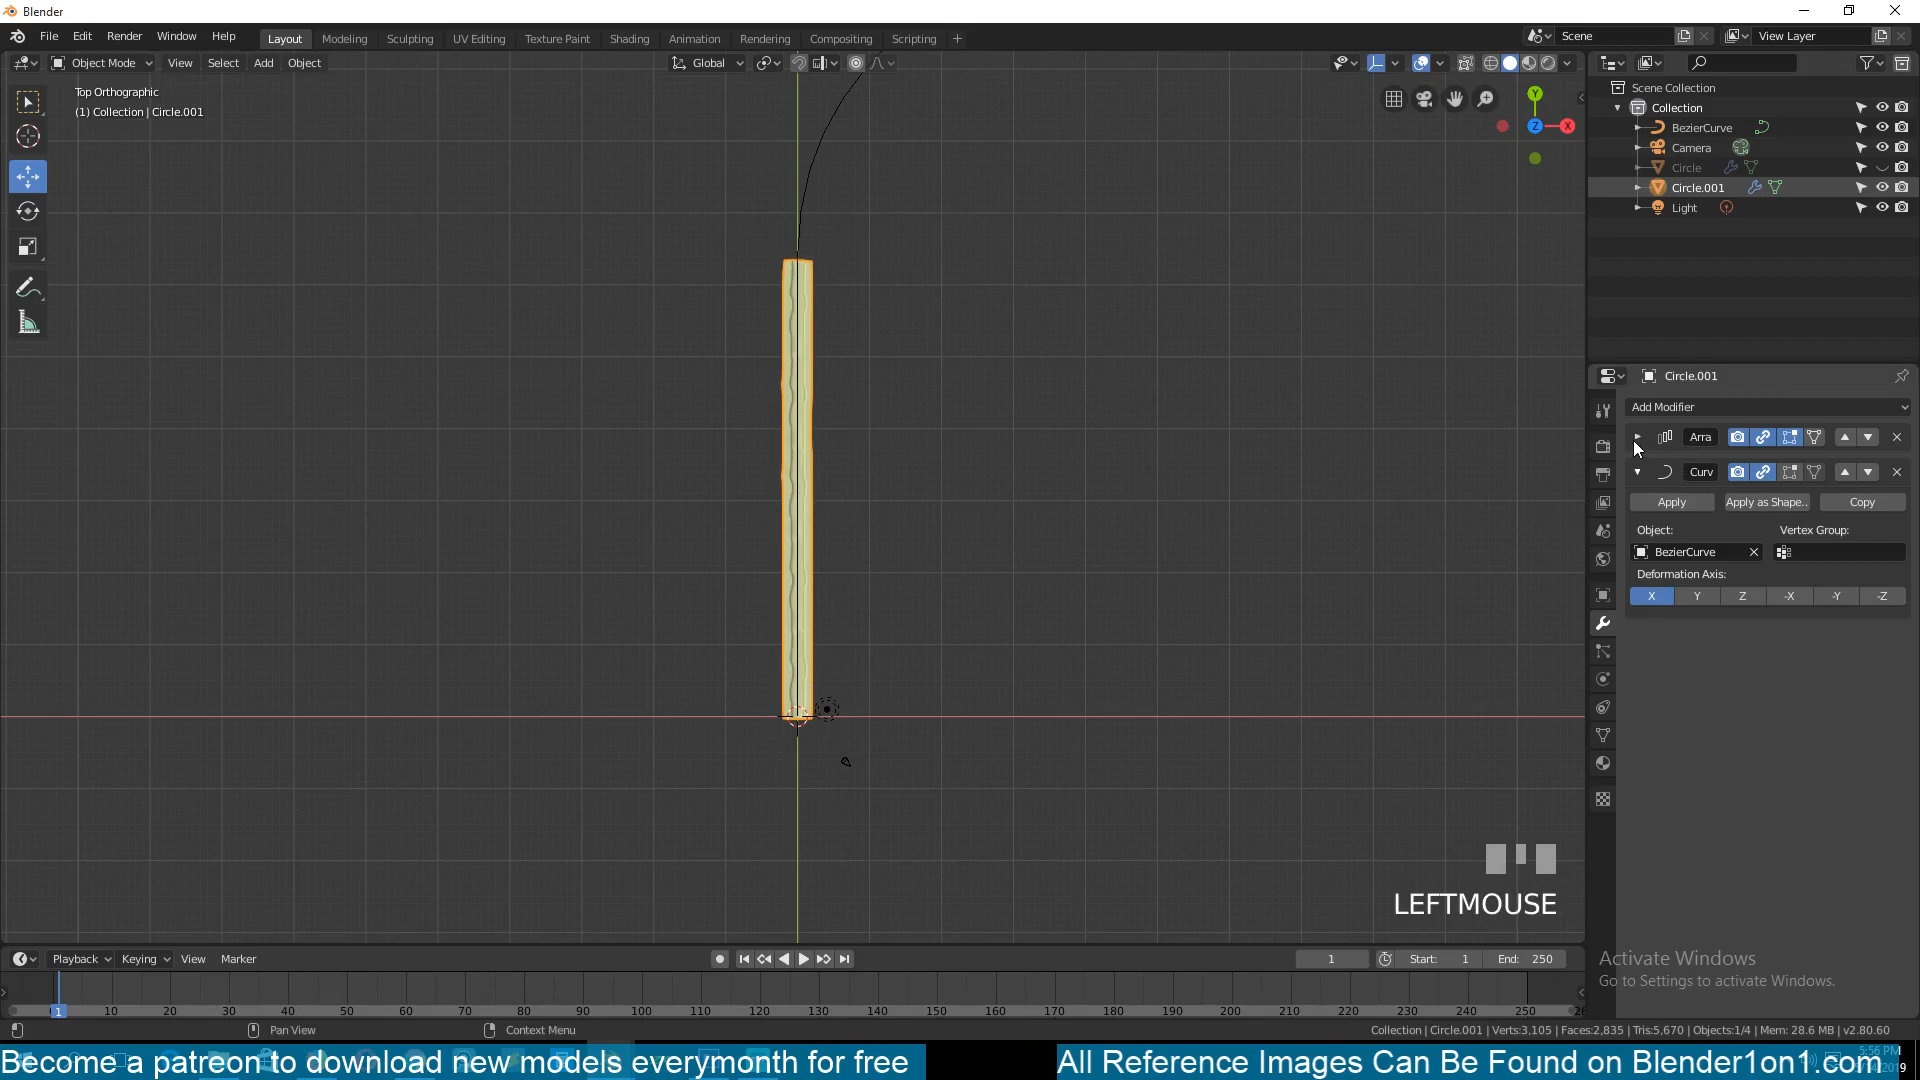 Blender
File Edit Render Window Help
Layout Modeling Sculpting UV Editing Texture Paint Shading Animation Rendering Compositing Scripting +
Scene
View Layer
Object Mode View Select Add Object
Global
Top Orthographic
(1) Collection | Circle.001
Y
Z
X
Scene Collection
Collection
BezierCurve
Camera
Circle
Circle.001
Light
Circle.001
Add Modifier
Arra
Curv
Apply Apply as Shape.. Copy
Object: Vertex Group:
BezierCurve
Deformation Axis:
X Y Z -X -Y -Z
LEFTMOUSE
Activate Windows
Go to Settings to activate Windows.
Playback Keying View Marker
1 Start: 1 End: 250
1 10 20 30 40 50 60 70 80 90 100 110 120 130 140 150 160 170 180 190 200 210 220 230 240 250
Pan View Context Menu
Collection | Circle.001 | Verts:3,105 | Faces:2,835 | Tris:5,670 | Objects:1/4 | Mem: 28.6 MB | v2.80.60
Become a patreon to download new models everymonth for free
All Reference Images Can Be Found on Blender1on1.com
5:56 PM